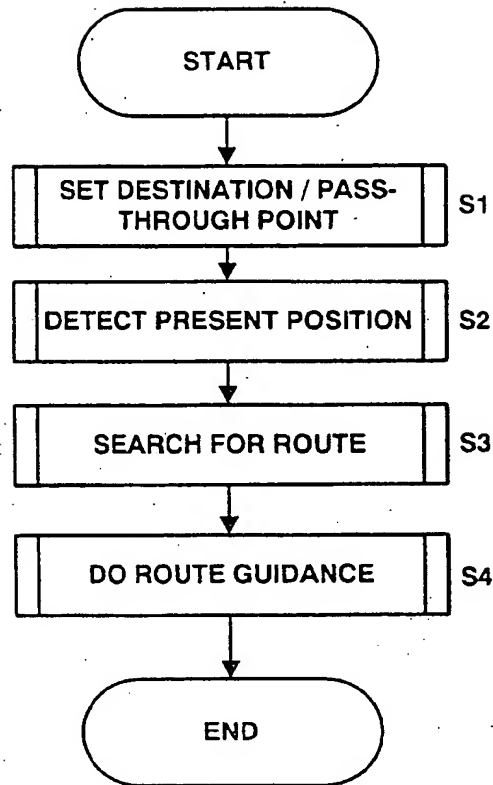 START
SET DESTINATION / PASS-
THROUGH POINT
S1
DETECT PRESENT POSITION
S2
SEARCH FOR ROUTE
S3
DO ROUTE GUIDANCE
S4
END